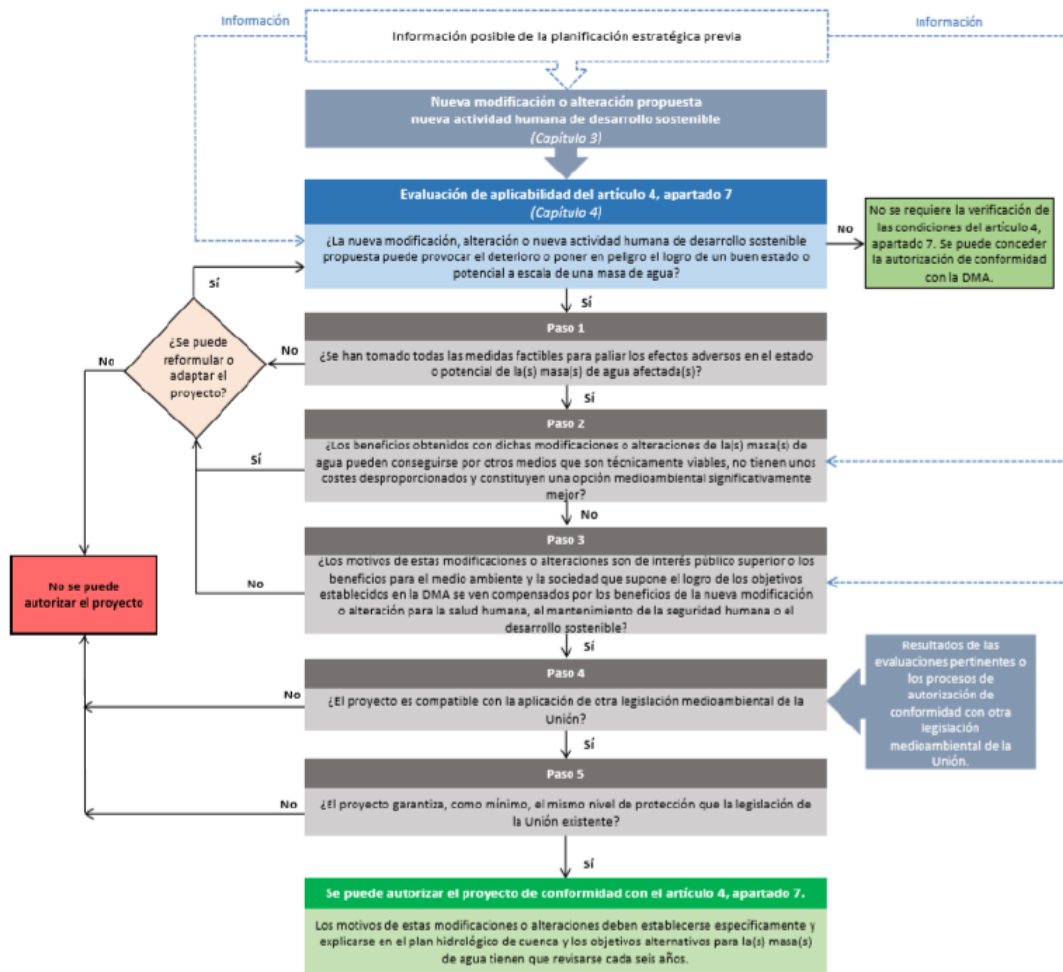 Información
Información
Información posible de la planificación estratégica previa
Nueva modificación o alteración propuesta
nueva actividad humana de desarrollo sostenible
(Capítulo 3)
Evaluación de aplicabilidad del artículo 4, apartado 7
(Capítulo 4)
¿La nueva modificación, alteración o nueva actividad humana de desarrollo sostenible
propuesta puede provocar el deterioro o poner en peligro el logro de un buen estado o
potencial a escala de una masa de agua?
No
No se requiere la verificación de
las condiciones del artículo 4,
apartado 7. Se puede conceder
la autorización de conformidad
con la DMA.
Sí
Sí
Paso 1
¿Se han tomado todas las medidas factibles para paliar los efectos adversos en el estado
o potencial de la(s) masa(s) de agua afectada(s)?
No
¿Se puede
reformular o
adaptar el
proyecto?
No
Sí
Paso 2
¿Los beneficios obtenidos con dichas modificaciones o alteraciones de la(s) masa(s) de
agua pueden conseguirse por otros medios que son técnicamente viables, no tienen unos
costes desproporcionados y constituyen una opción medioambiental significativamente
mejor?
Sí
No
Paso 3
¿Los motivos de estas modificaciones o alteraciones son de interés público superior o los
beneficios para el medio ambiente y la sociedad que supone el logro de los objetivos
establecidos en la DMA se ven compensados por los beneficios de la nueva modificación
o alteración para la salud humana, el mantenimiento de la seguridad humana o el
desarrollo sostenible?
No
No se puede
autorizar el proyecto
Sí
Paso 4
¿El proyecto es compatible con la aplicación de otra legislación medioambiental de la
Unión?
No
Resultados de las
evaluaciones pertinentes o
los procesos de
autorización de
conformidad con otra
legislación
medioambiental de la
Unión.
Sí
Paso 5
¿El proyecto garantiza, como mínimo, el mismo nivel de protección que la legislación de
la Unión existente?
No
Sí
Se puede autorizar el proyecto de conformidad con el artículo 4, apartado 7.
Los motivos de estas modificaciones o alteraciones deben establecerse específicamente y
explicarse en el plan hidrológico de cuenca y los objetivos alternativos para la(s) masa(s)
de agua tienen que revisarse cada seis años.